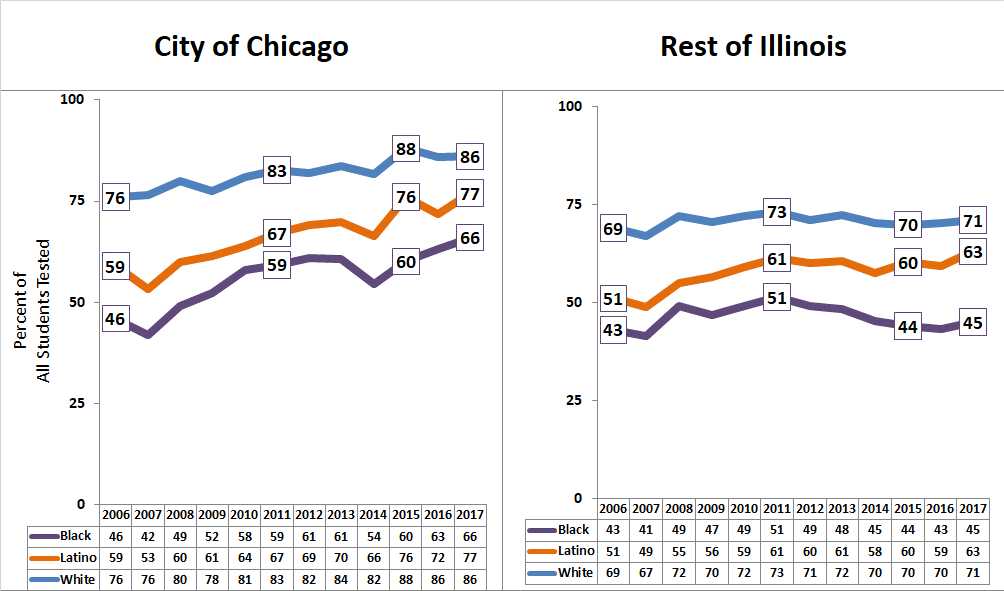 City of Chicago
Rest of Illinois
Percent of
All Students Tested
100
75
50
25
0
76
83
88
86
59
67
76
77
46
59
60
66
2006 2007 2008 2009 2010 2011 2012 2013 2014 2015 2016 2017
Black 46 42 49 52 58 59 61 61 54 60 63 66
Latino 59 53 60 61 64 67 69 70 66 76 72 77
White 76 76 80 78 81 83 82 84 82 88 86 86
100
75
50
25
0
69
73
70
71
51
61
60
63
43
51
44
45
2006 2007 2008 2009 2010 2011 2012 2013 2014 2015 2016 2017
Black 43 41 49 47 49 51 49 48 45 44 43 45
Latino 51 49 55 56 59 61 60 61 58 60 59 63
White 69 67 72 70 72 73 71 72 70 70 70 71